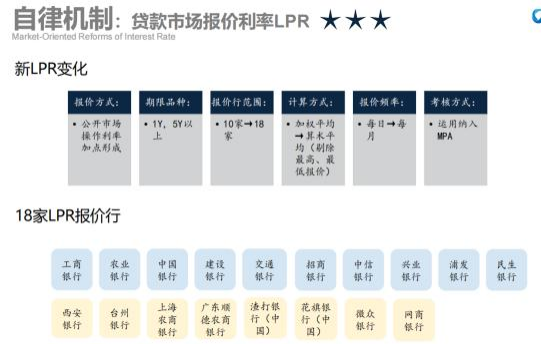 自律机制：贷款市场报价利率LPR ★ ★ ★
Market-Oriented Reforms of Interest Rate
新LPR变化
报价方式：
• 公开市场
操作利率
加点形成
期限品种：
• 1Y，5Y以
上
报价行范围：
• 10家→18
家
计算方式：
• 加权平均
→算术平
均（剔除
最高、最
低报价）
报价频率：
• 每日→每
月
考核方式：
• 运用纳入
MPA
18家LPR报价行
工商
银行
农业
银行
中国
银行
建设
银行
交通
银行
招商
银行
中信
银行
兴业
银行
浦发
银行
民生
银行
西安
银行
台州
银行
上海
农商
银行
广东顺
德农商
银行
渣打银
行（中
国）
花旗银
行（中
国）
微众
银行
网商
银行